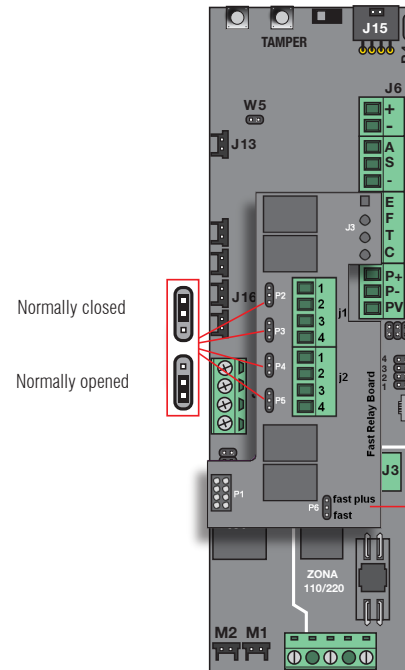 TAMPER
J15
J6
W5
+
-
J13
A
S
-
E
F
T
C
J3
P+
P-
PV
J16
P2
P3
P4
P5
1
2
3
4
j1
1
2
3
4
j2
4
3
2
1
Normally closed
Normally opened
Fast Relay Board
J3
P1
P6
fast plus
fast
ZONA
110/220
M2 M1